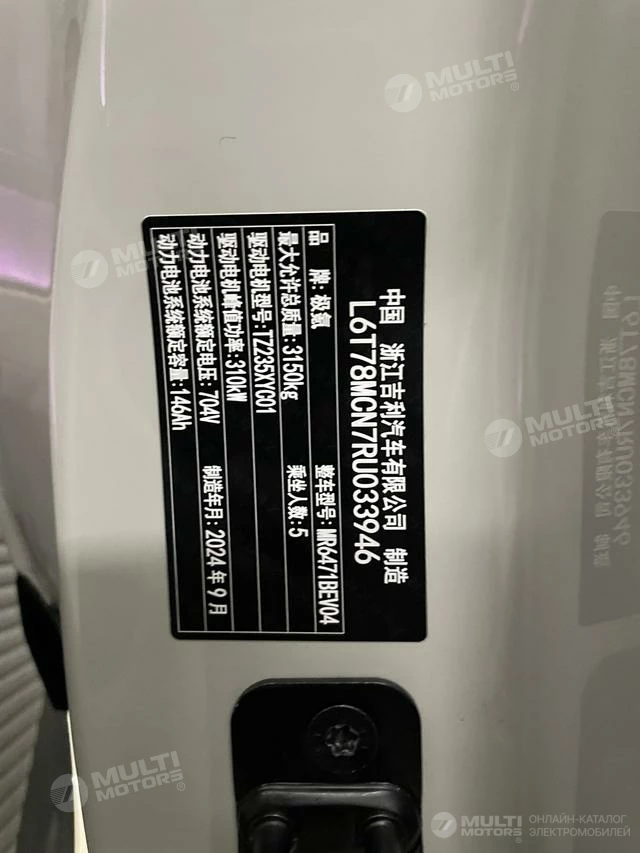 中国 浙江吉利汽车有限公司 制造
L6T78MCN7RU033946
品 牌:极氪 整车型号:MR6471BEV04
最大允许总质量:3150kg 乘坐人数:5
驱动电机型号:TZ235XYC01
驱动电机峰值功率:310kW
动力电池系统额定电压:704V 制造年月:2024年9月
动力电池系统额定容量:146Ah
MULTI
MOTORS®
MULTI
MOTORS®
MULTI
MOTORS®
MULTI
MOTORS®
MULTI
MOTORS®
ОНЛАЙН-КАТАЛОГ
ЭЛЕКТРОМОБИЛЕЙ